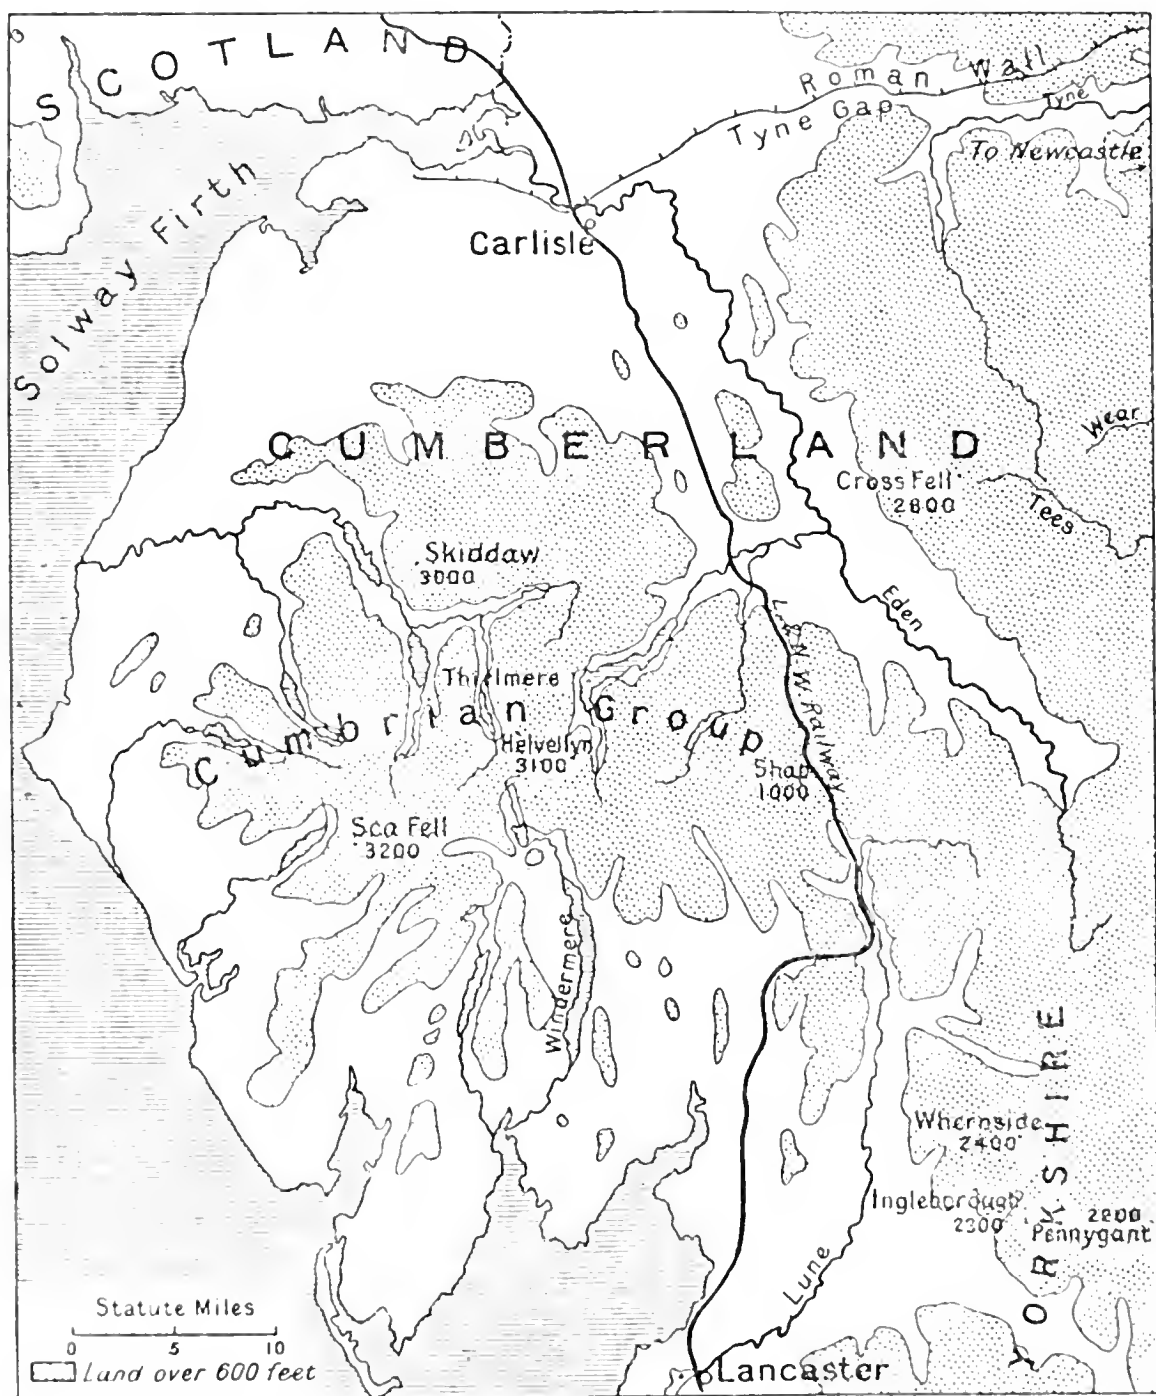 SCOTLAND
Roman Wall
Tyne
Tyne Gap
To Newcastle
Solway Firth
Carlisle
Wear
CUMBERLAND
Cross Fell
2800
Tees
Skiddaw
3000
Eden
L. & N W Railway
Thirlmere
Cumbrian Group
Helvellyn
3100
Shap
1000
Sca Fell
3200
Windermere
YORKSHIRE
Whernside
2400
Ingleborough
2300
2200
Pennygant
Lune
Statute Miles
0 5 10
Land over 600 feet
Lancaster